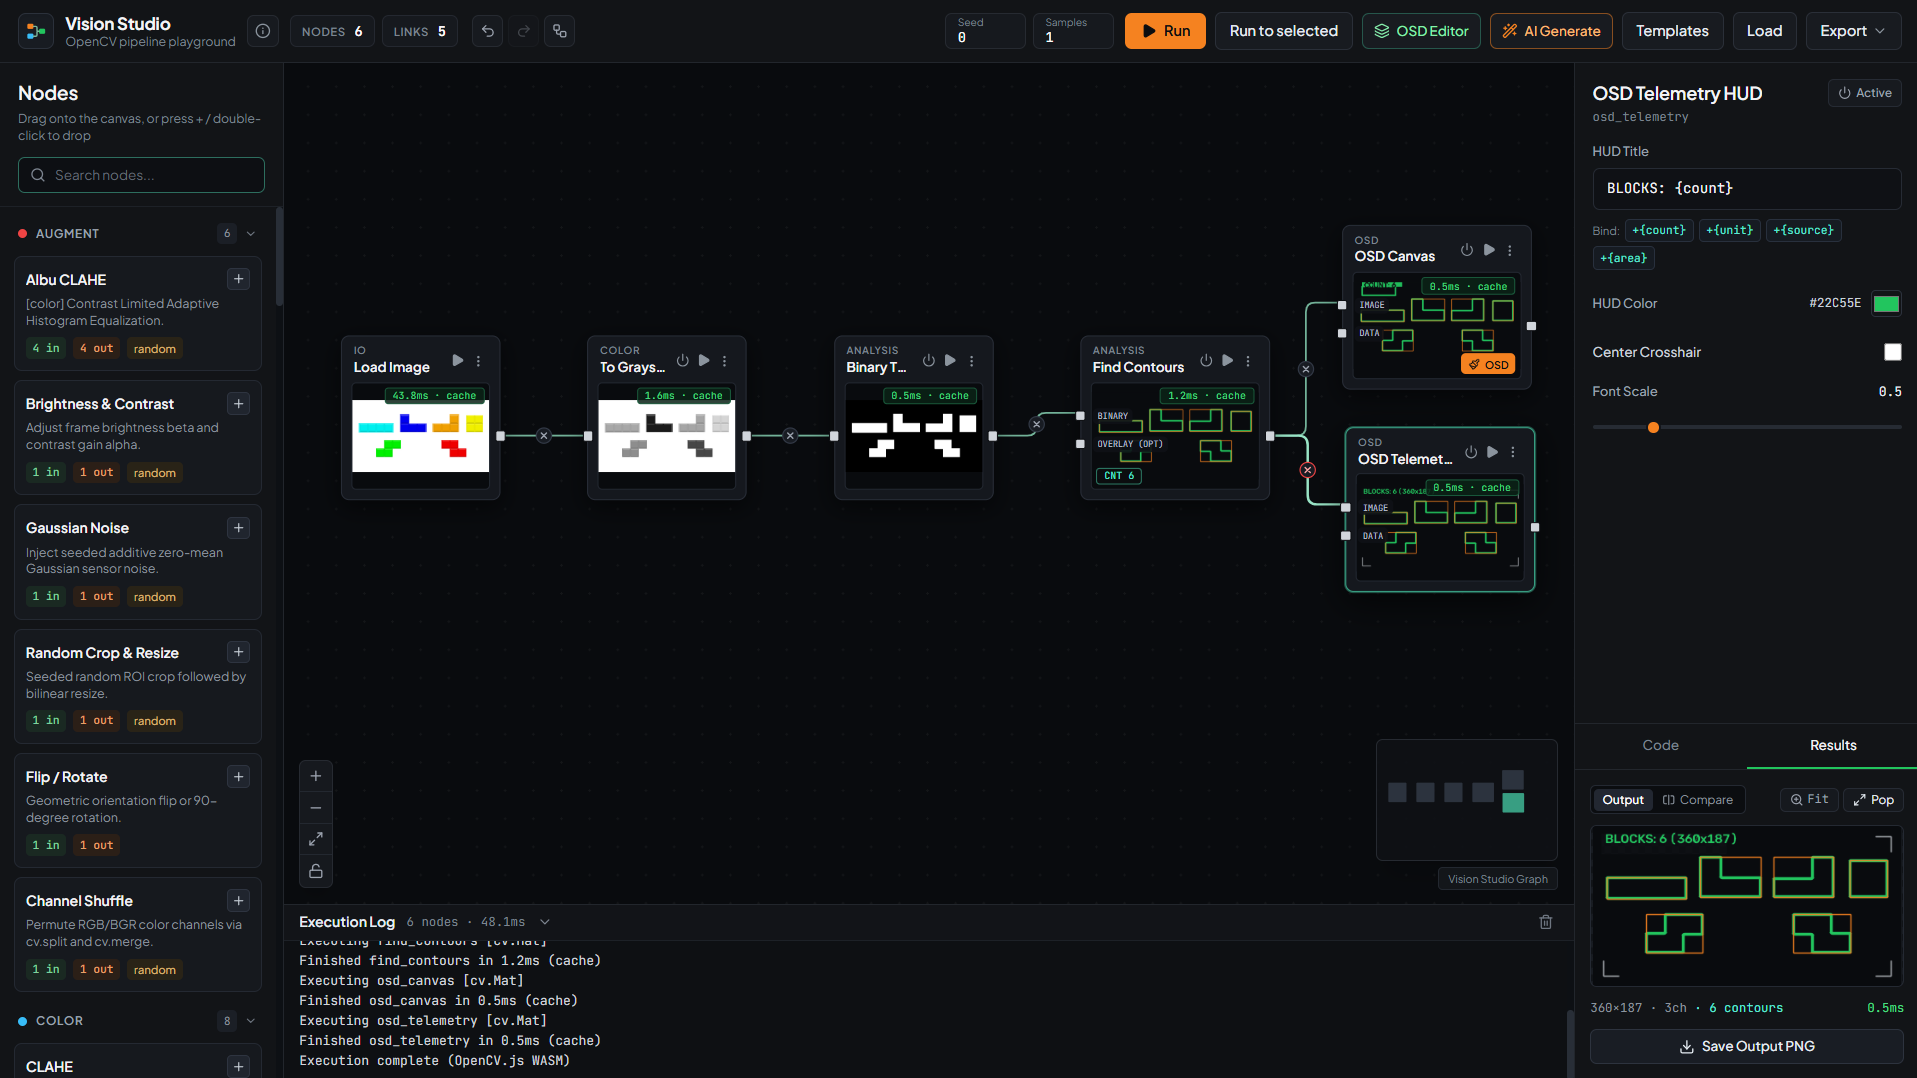 Vision Studio
OpenCV pipeline playground
NODES 6
LINKS 5
Seed
0
Samples
1
Run
Run to selected
OSD Editor
AI Generate
Templates
Load
Export
Nodes
Drag onto the canvas, or press + / double-
click to drop
Search nodes...
AUGMENT
6
Albu CLAHE
[color] Contrast Limited Adaptive
Histogram Equalization.
4 in 4 out random
Brightness & Contrast
Adjust frame brightness beta and
contrast gain alpha.
1 in 1 out random
Gaussian Noise
Inject seeded additive zero-mean
Gaussian sensor noise.
1 in 1 out random
Random Crop & Resize
Seeded random ROI crop followed by
bilinear resize.
1 in 1 out random
Flip / Rotate
Geometric orientation flip or 90-
degree rotation.
1 in 1 out
Channel Shuffle
Permute RGB/BGR color channels via
cv.split and cv.merge.
1 in 1 out random
COLOR
8
CLAHE
IO
Load Image
43.8ms · cache
COLOR
To Grays...
1.6ms · cache
ANALYSIS
Binary T...
0.5ms · cache
ANALYSIS
Find Contours
1.2ms · cache
BINARY
OVERLAY (OPT)
CNT 6
OSD
OSD Canvas
0.5ms · cache
IMAGE
DATA
OSD
OSD
OSD Telemet...
BLOCKS: 6 (360x18
0.5ms · cache
IMAGE
DATA
Vision Studio Graph
Execution Log 6 nodes · 48.1ms
Executing find_contours [cv.Mat]
Finished find_contours in 1.2ms (cache)
Executing osd_canvas [cv.Mat]
Finished osd_canvas in 0.5ms (cache)
Executing osd_telemetry [cv.Mat]
Finished osd_telemetry in 0.5ms (cache)
Execution complete (OpenCV.js WASM)
OSD Telemetry HUD
Active
osd_telemetry
HUD Title
BLOCKS: {count}
Bind: +{count} +{unit} +{source}
+{area}
HUD Color
#22C55E
Center Crosshair
Font Scale
0.5
Code
Results
Output
Compare
Fit
Pop
BLOCKS: 6 (360x187)
360×187 · 3ch · 6 contours
0.5ms
Save Output PNG